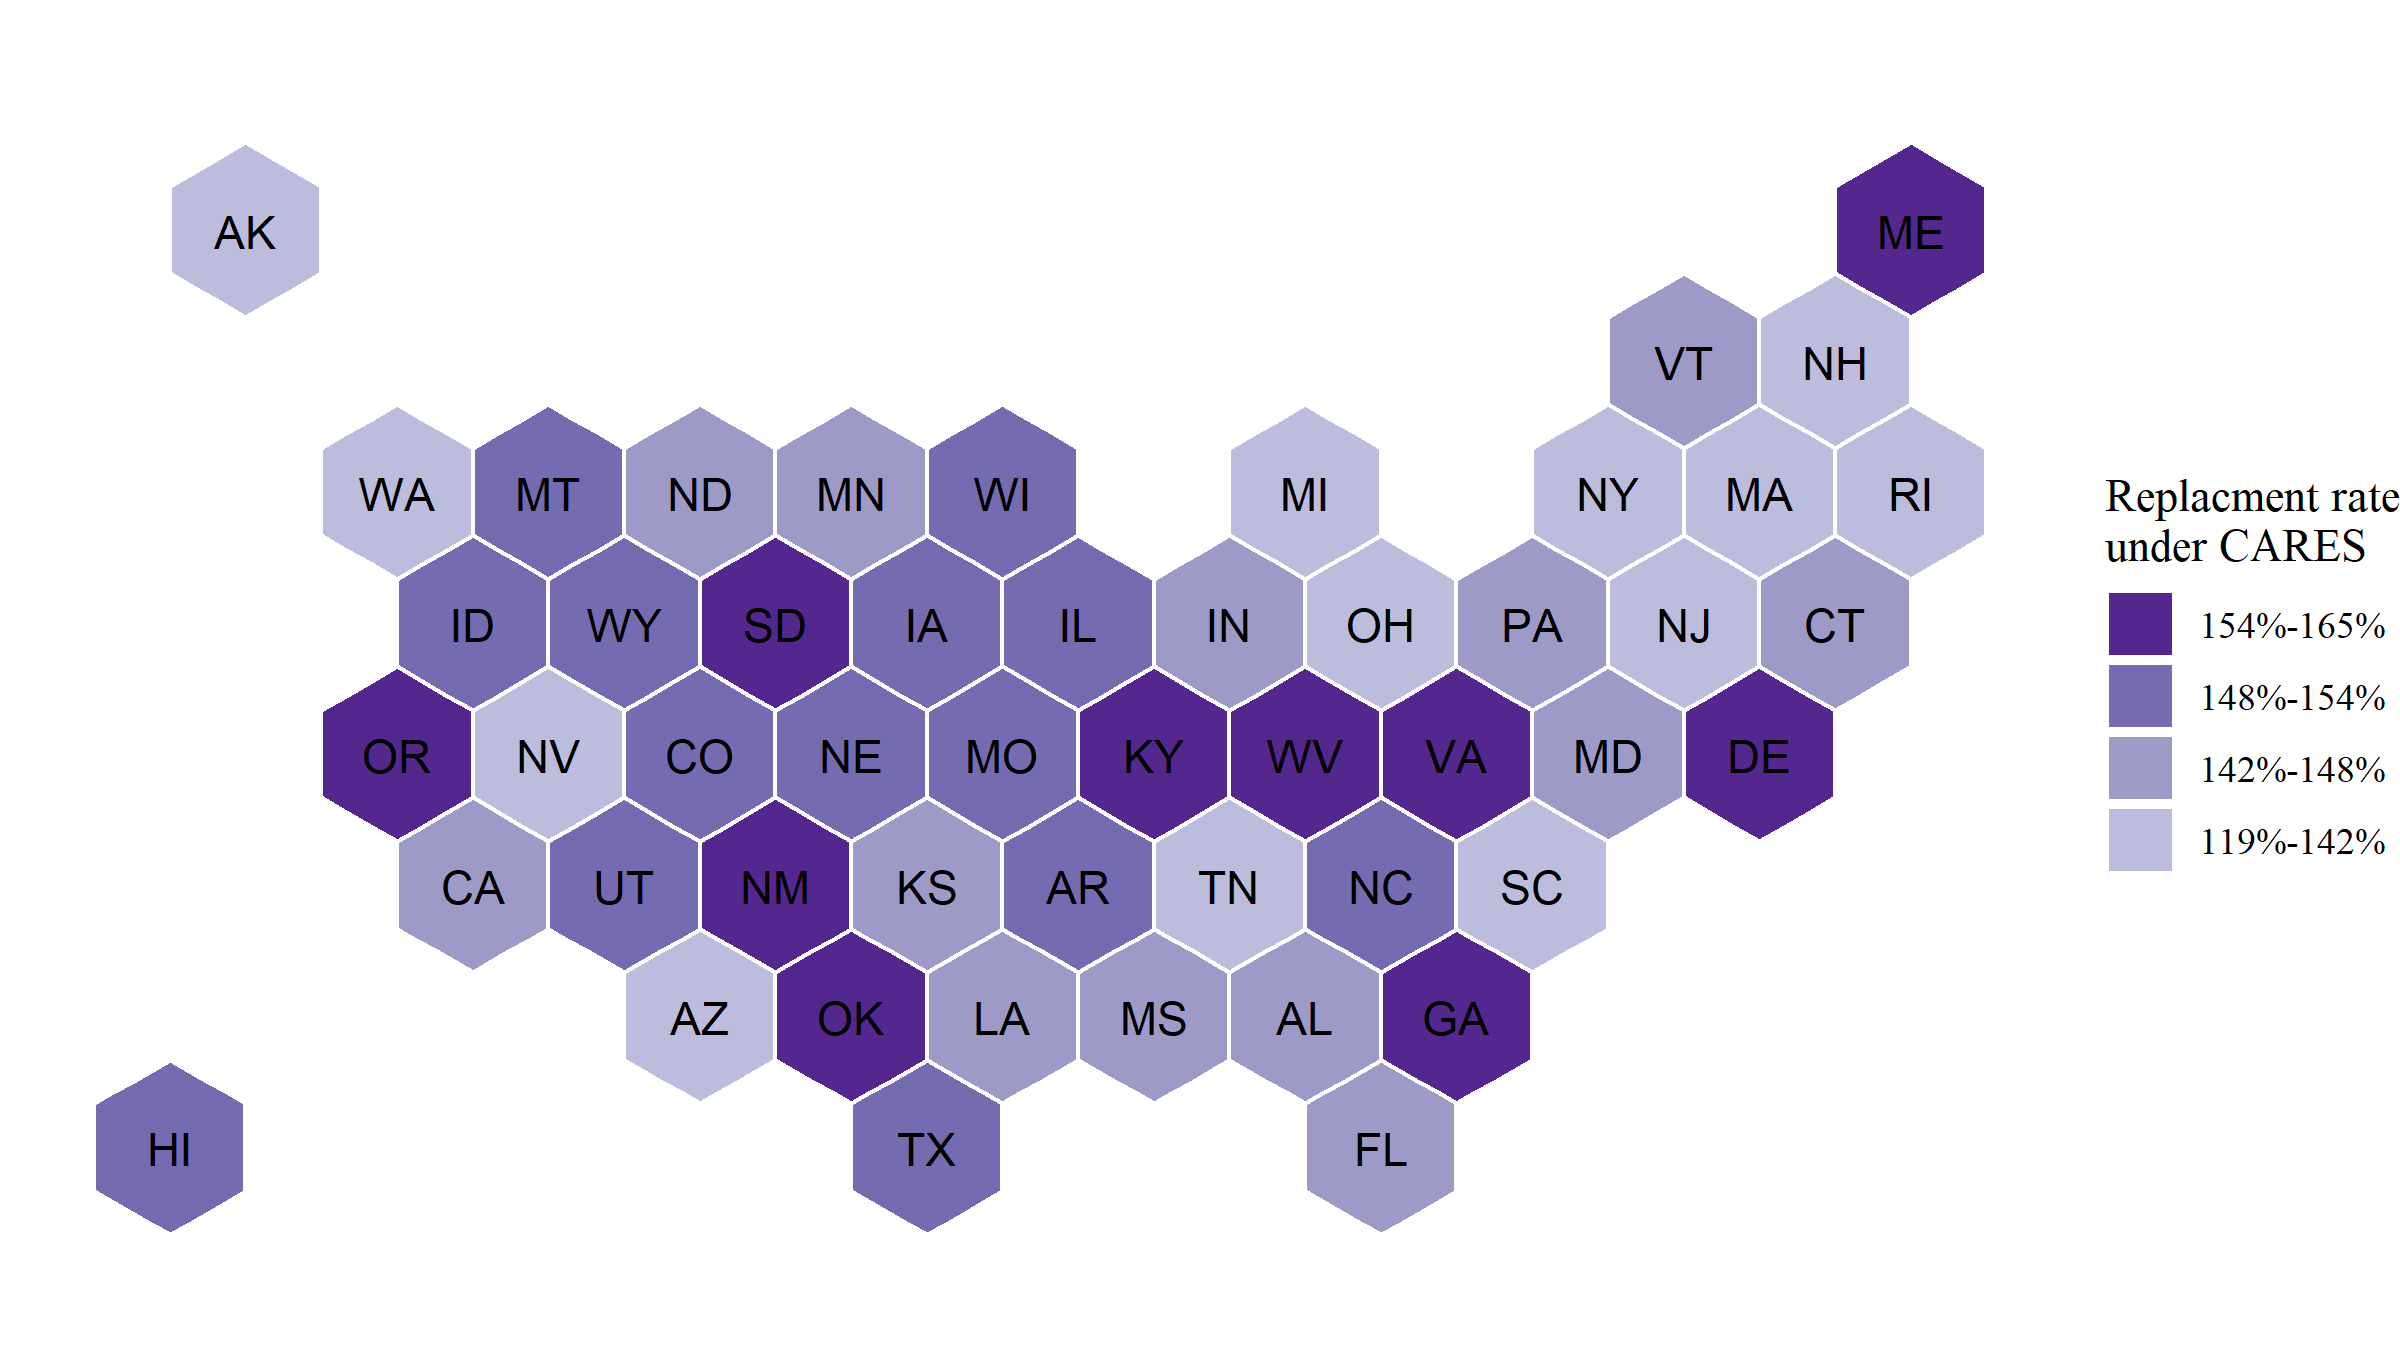 AK
ME
VT
NH
WA
MT
ND
MN
WI
MI
NY
MA
RI
ID
WY
SD
IA
IL
IN
OH
PA
NJ
CT
OR
NV
CO
NE
MO
KY
WV
VA
MD
DE
CA
UT
NM
KS
AR
TN
NC
SC
AZ
OK
LA
MS
AL
GA
HI
TX
FL
Replacment rate
under CARES
154%-165%
148%-154%
142%-148%
119%-142%